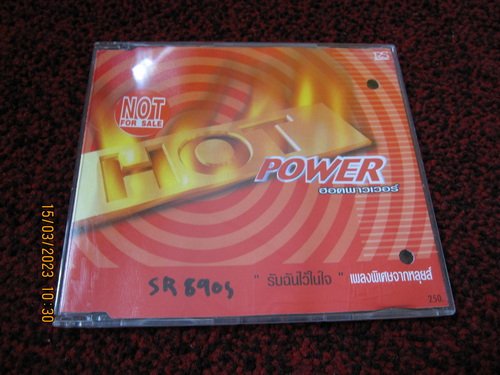 RS
NOT
FOR SALE
HOT
POWER
ฮอตพาวเวอร์
SR 8905
" รับฉันไว้ในใจ " เพลงพิเศษจากหลุยส์
250.-
15/03/2023 10:30